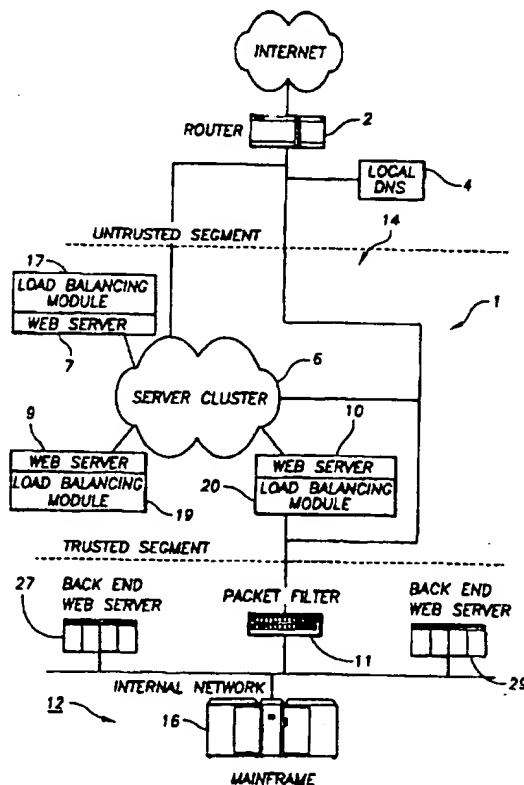 INTERNET
ROUTER
2
LOCAL
DNS
4
UNTRUSTED SEGMENT
14
17
LOAD BALANCING
MODULE
WEB SERVER
7
1
6
SERVER CLUSTER
9
WEB SERVER
LOAD BALANCING
MODULE
19
10
WEB SERVER
20
LOAD BALANCING
MODULE
TRUSTED SEGMENT
BACK END
WEB SERVER
27
PACKET FILTER
11
BACK END
WEB SERVER
29
INTERNAL NETWORK
12
16
MAINFRAME